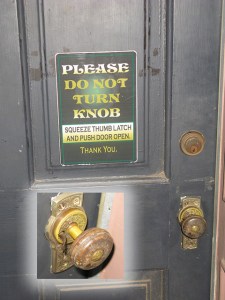 PLEASE
DO NOT
TURN
KNOB
SQUEEZE THUMB LATCH
AND PUSH DOOR OPEN.
THANK YOU.